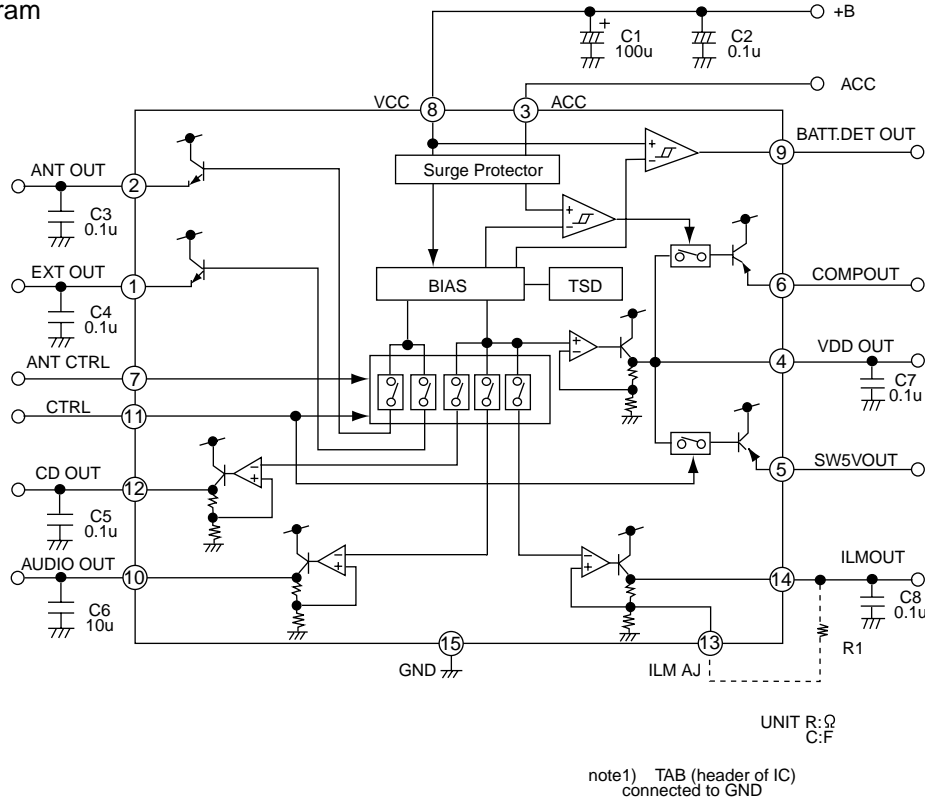 ram
+B
+
C1
100u
C2
0.1u
ACC
VCC
8
3
ACC
BATT.DET OUT
+
−
9
Surge Protector
ANT OUT
2
C3
0.1u
+
−
EXT OUT
1
C4
0.1u
BIAS
TSD
6
COMPOUT
ANT CTRL
7
+
−
4
VDD OUT
C7
0.1u
CTRL
11
CD OUT
12
−
+
5
SW5VOUT
C5
0.1u
AUDIO OUT
10
−
+
−
+
14
ILMOUT
C6
10u
C8
0.1u
R1
15
GND
13
ILM AJ
UNIT R:Ω
C:F
note1) TAB (header of IC)
connected to GND